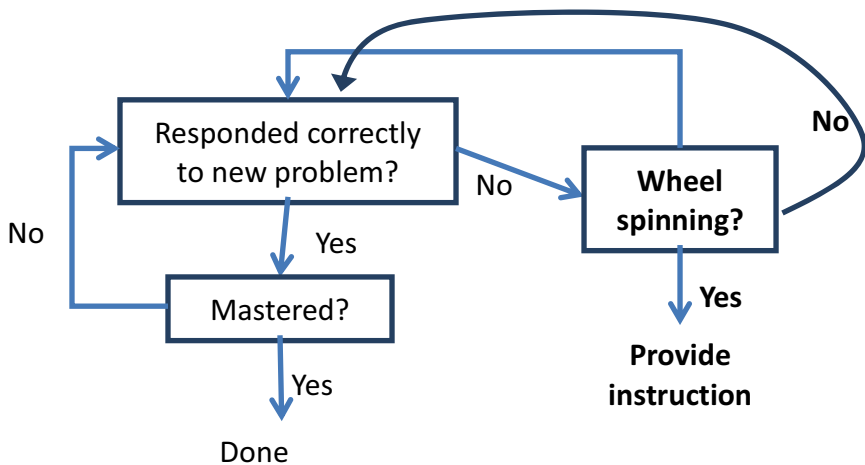 Responded correctly
to new problem?
No
Wheel
spinning?
No
No
Yes
Mastered?
Yes
Provide
instruction
Yes
Done